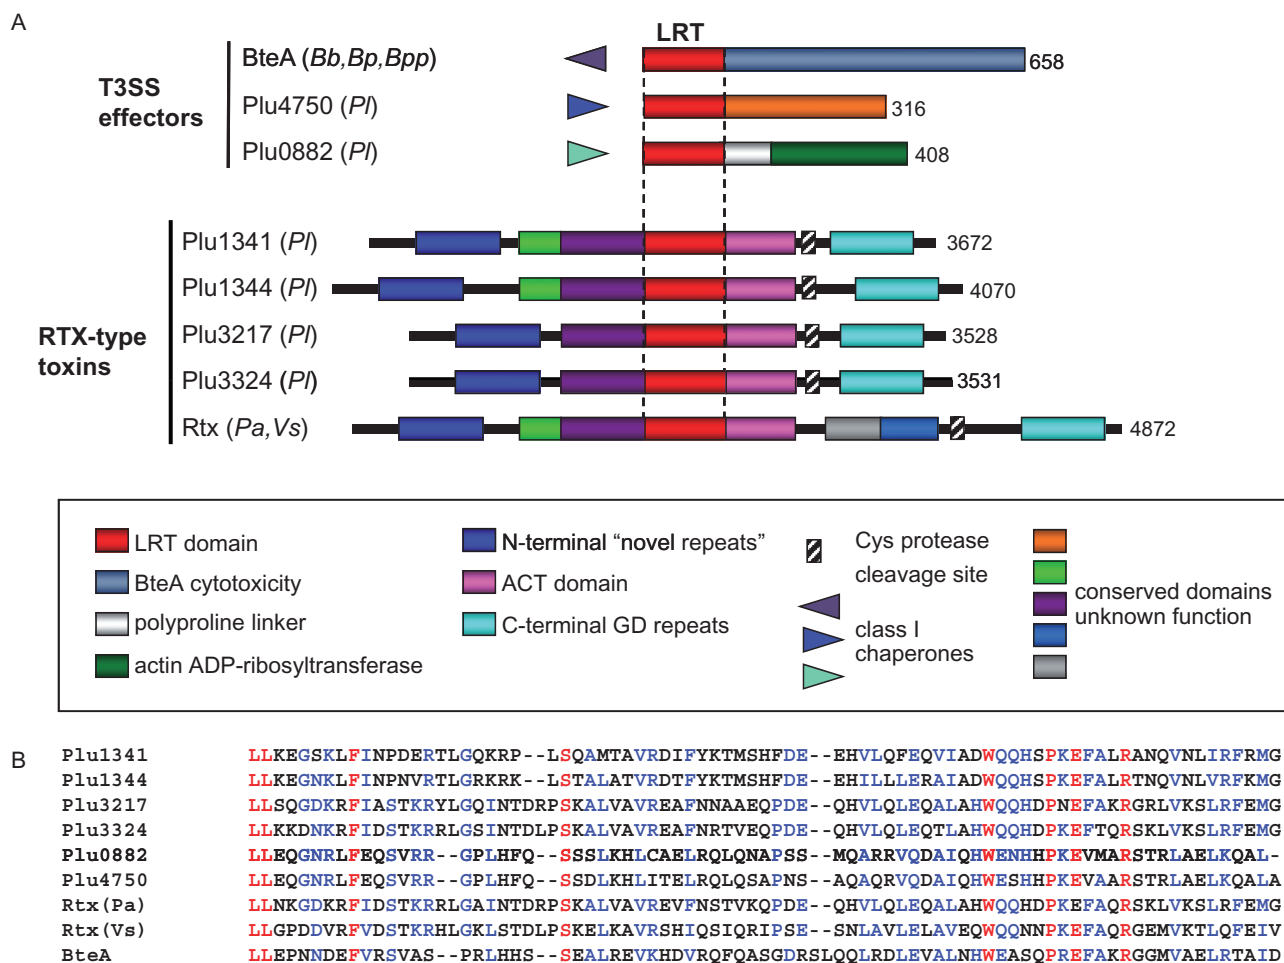 A
LRT
T3SS
effectors
BteA (Bb,Bp,Bpp)
658
Plu4750 (Pl)
316
Plu0882 (Pl)
408
RTX-type
toxins
Plu1341 (Pl)
3672
Plu1344 (Pl)
4070
Plu3217 (Pl)
3528
Plu3324 (Pl)
3531
Rtx (Pa,Vs)
4872
LRT domain
BteA cytotoxicity
polyproline linker
actin ADP-ribosyltransferase
N-terminal “novel repeats”
ACT domain
C-terminal GD repeats
Cys protease
cleavage site
class I
chaperones
conserved domains
unknown function
B
Plu1341 LLKEGSKLFINPDERTLGQKRP--LSQAMTAVRDIFYKTMSHFDE--EHVLQFEQVIADWQQHSPKEFALRANQVNLIRFRMG
Plu1344 LLKEGNKLFINPNVRTLGKRK--LSTALATVRDTFYKTMSHFDE--EHILLLERAIADWQQHSPKEFALRTNQVNLVRFKMG
Plu3217 LLSQGDKRFIASTKRYLGQINTDRPSKALVAVREAFNNAAEQPDE--QHVLQLEQALAHWQQHDPNEFAKRGRLVKSLRFEMG
Plu3324 LLKKDNKRFIDSTKRRLGSINTDLPSKALVAVREAFNRTVEQPDE--QHVLQLEQTLAHWQQHDPKEFTQRSKLVKSLRFEMG
Plu0882 LLEQGNRLFEQSVRR--GPLHFQ--SSSLKHLCAELRQLQNAPSS--MQARRVQDAIQHWENHHPKEVMARSTRLAELKQAL-
Plu4750 LLEQGNRLFEQSVRR--GPLHFQ--SSDLKHLITELRQLQSAPNS--AQAQRVQDAIQHWESHHPKEVAARSTRLAELKQALA
Rtx(Pa) LLNKGDKRFIDSTKRRLGAINTDRPSKALVAVREVFNSTVKQPDE--QHVLQLEQALAHWQQHDPKEFAQRSKLVKSLRFEMG
Rtx(Vs) LLGPDDVRFVDSTKRHLGKLSTDLPSKELKAVRSHIQSIQRIPSE--SNLAVLELAVEQWQQNNPKEFAQRGEMVKTLQFEIV
BteA LLEPNNDEFVRSVAS--PRLHHS--SEALREVKHDVRQFQASGDRSLQQLRDLEVALNHWEASQPREFAKRGGMVAELRTAID